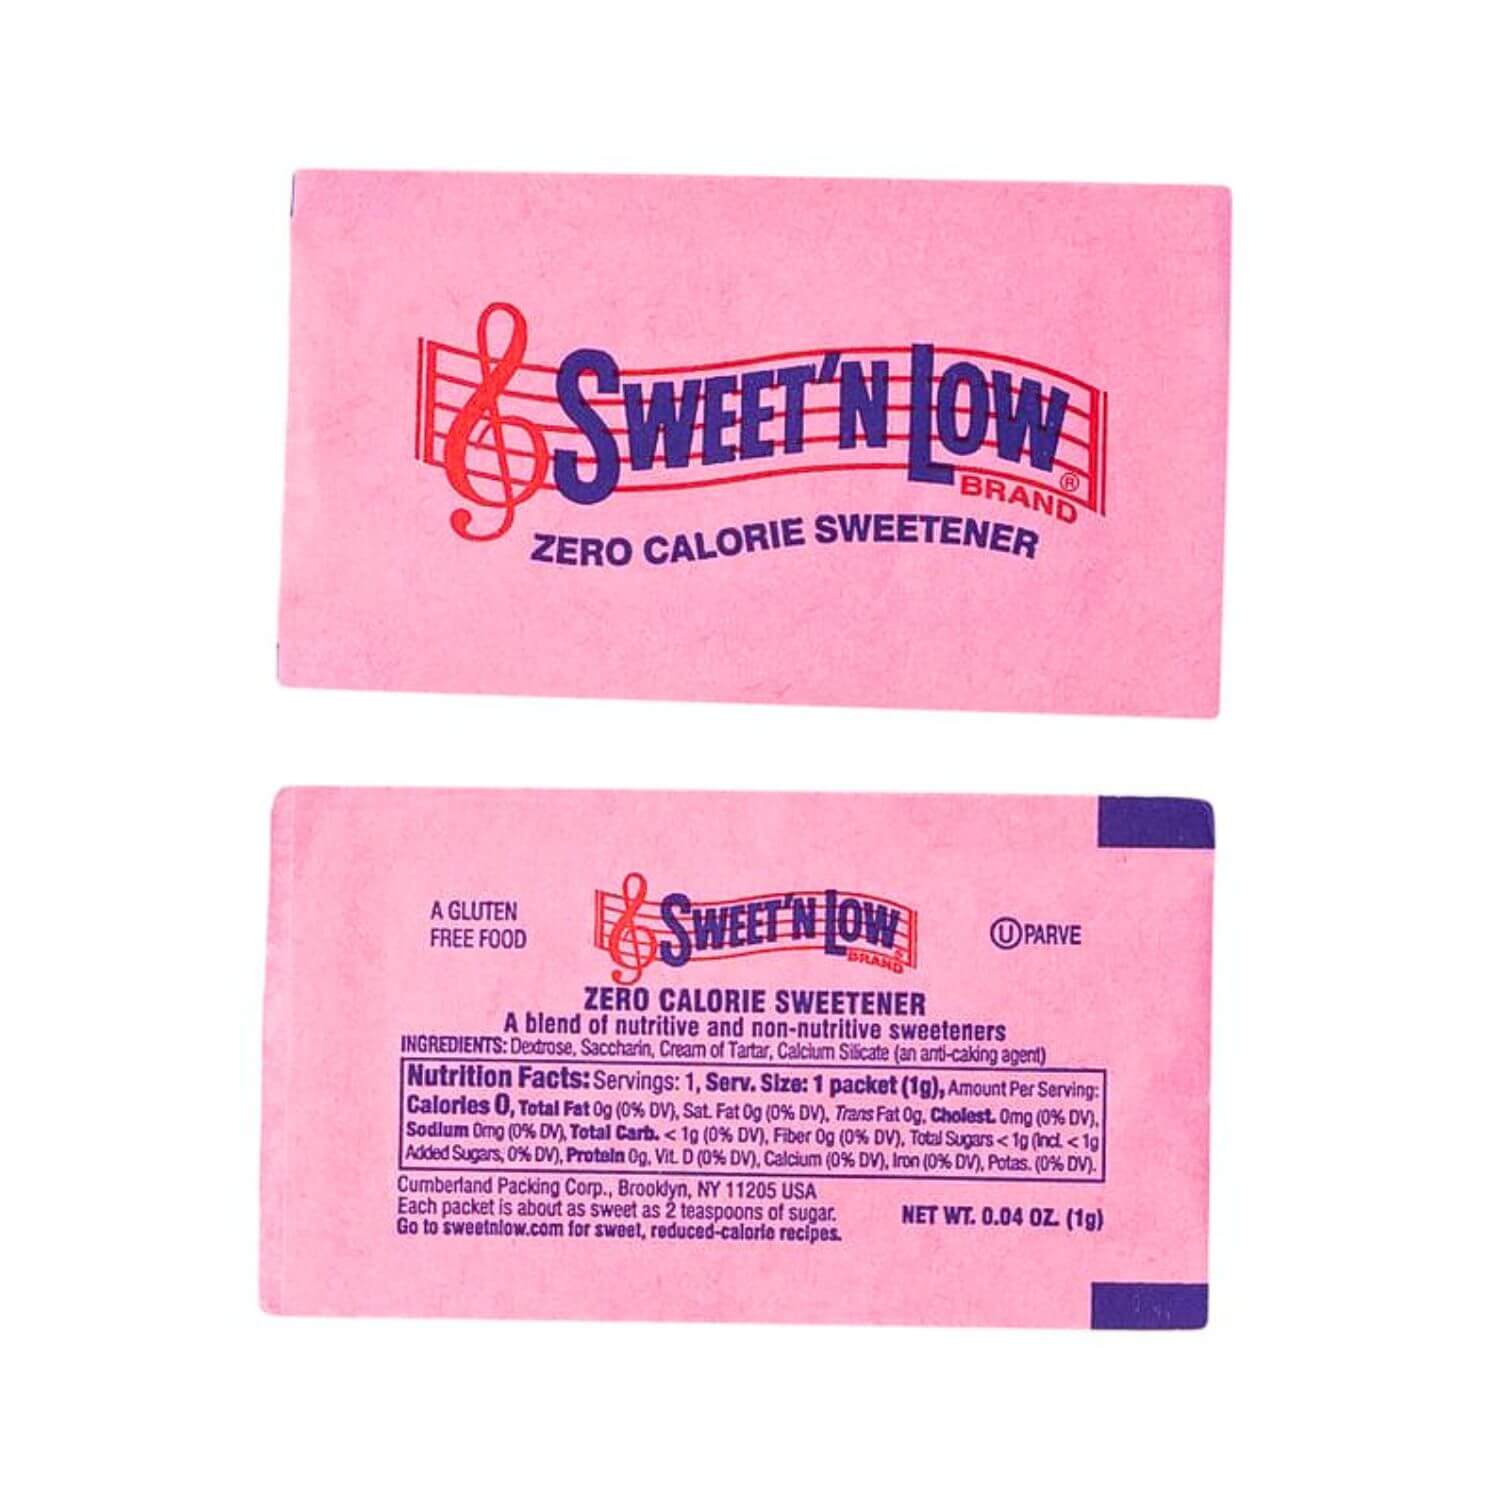 SWEET'N LOW®
BRAND
ZERO CALORIE SWEETENER
A GLUTEN
FREE FOOD
SWEET'N LOW®
BRAND
Ⓤ PARVE
ZERO CALORIE SWEETENER
A blend of nutritive and non-nutritive sweeteners
INGREDIENTS: Dextrose, Saccharin, Cream of Tartar, Calcium Silicate (an anti-caking agent)
Nutrition Facts: Servings: 1, Serv. Size: 1 packet (1g), Amount Per Serving:
Calories 0, Total Fat 0g (0% DV), Sat. Fat 0g (0% DV), Trans Fat 0g, Cholest. 0mg (0% DV),
Sodium 0mg (0% DV), Total Carb. < 1g (0% DV), Fiber 0g (0% DV), Total Sugars < 1g (Incl. < 1g
Added Sugars, 0% DV), Protein 0g, Vit. D (0% DV), Calcium (0% DV), Iron (0% DV), Potas. (0% DV).
Cumberland Packing Corp., Brooklyn, NY 11205 USA
Each packet is about as sweet as 2 teaspoons of sugar.
Go to sweetnlow.com for sweet, reduced-calorie recipes.
NET WT. 0.04 OZ. (1g)